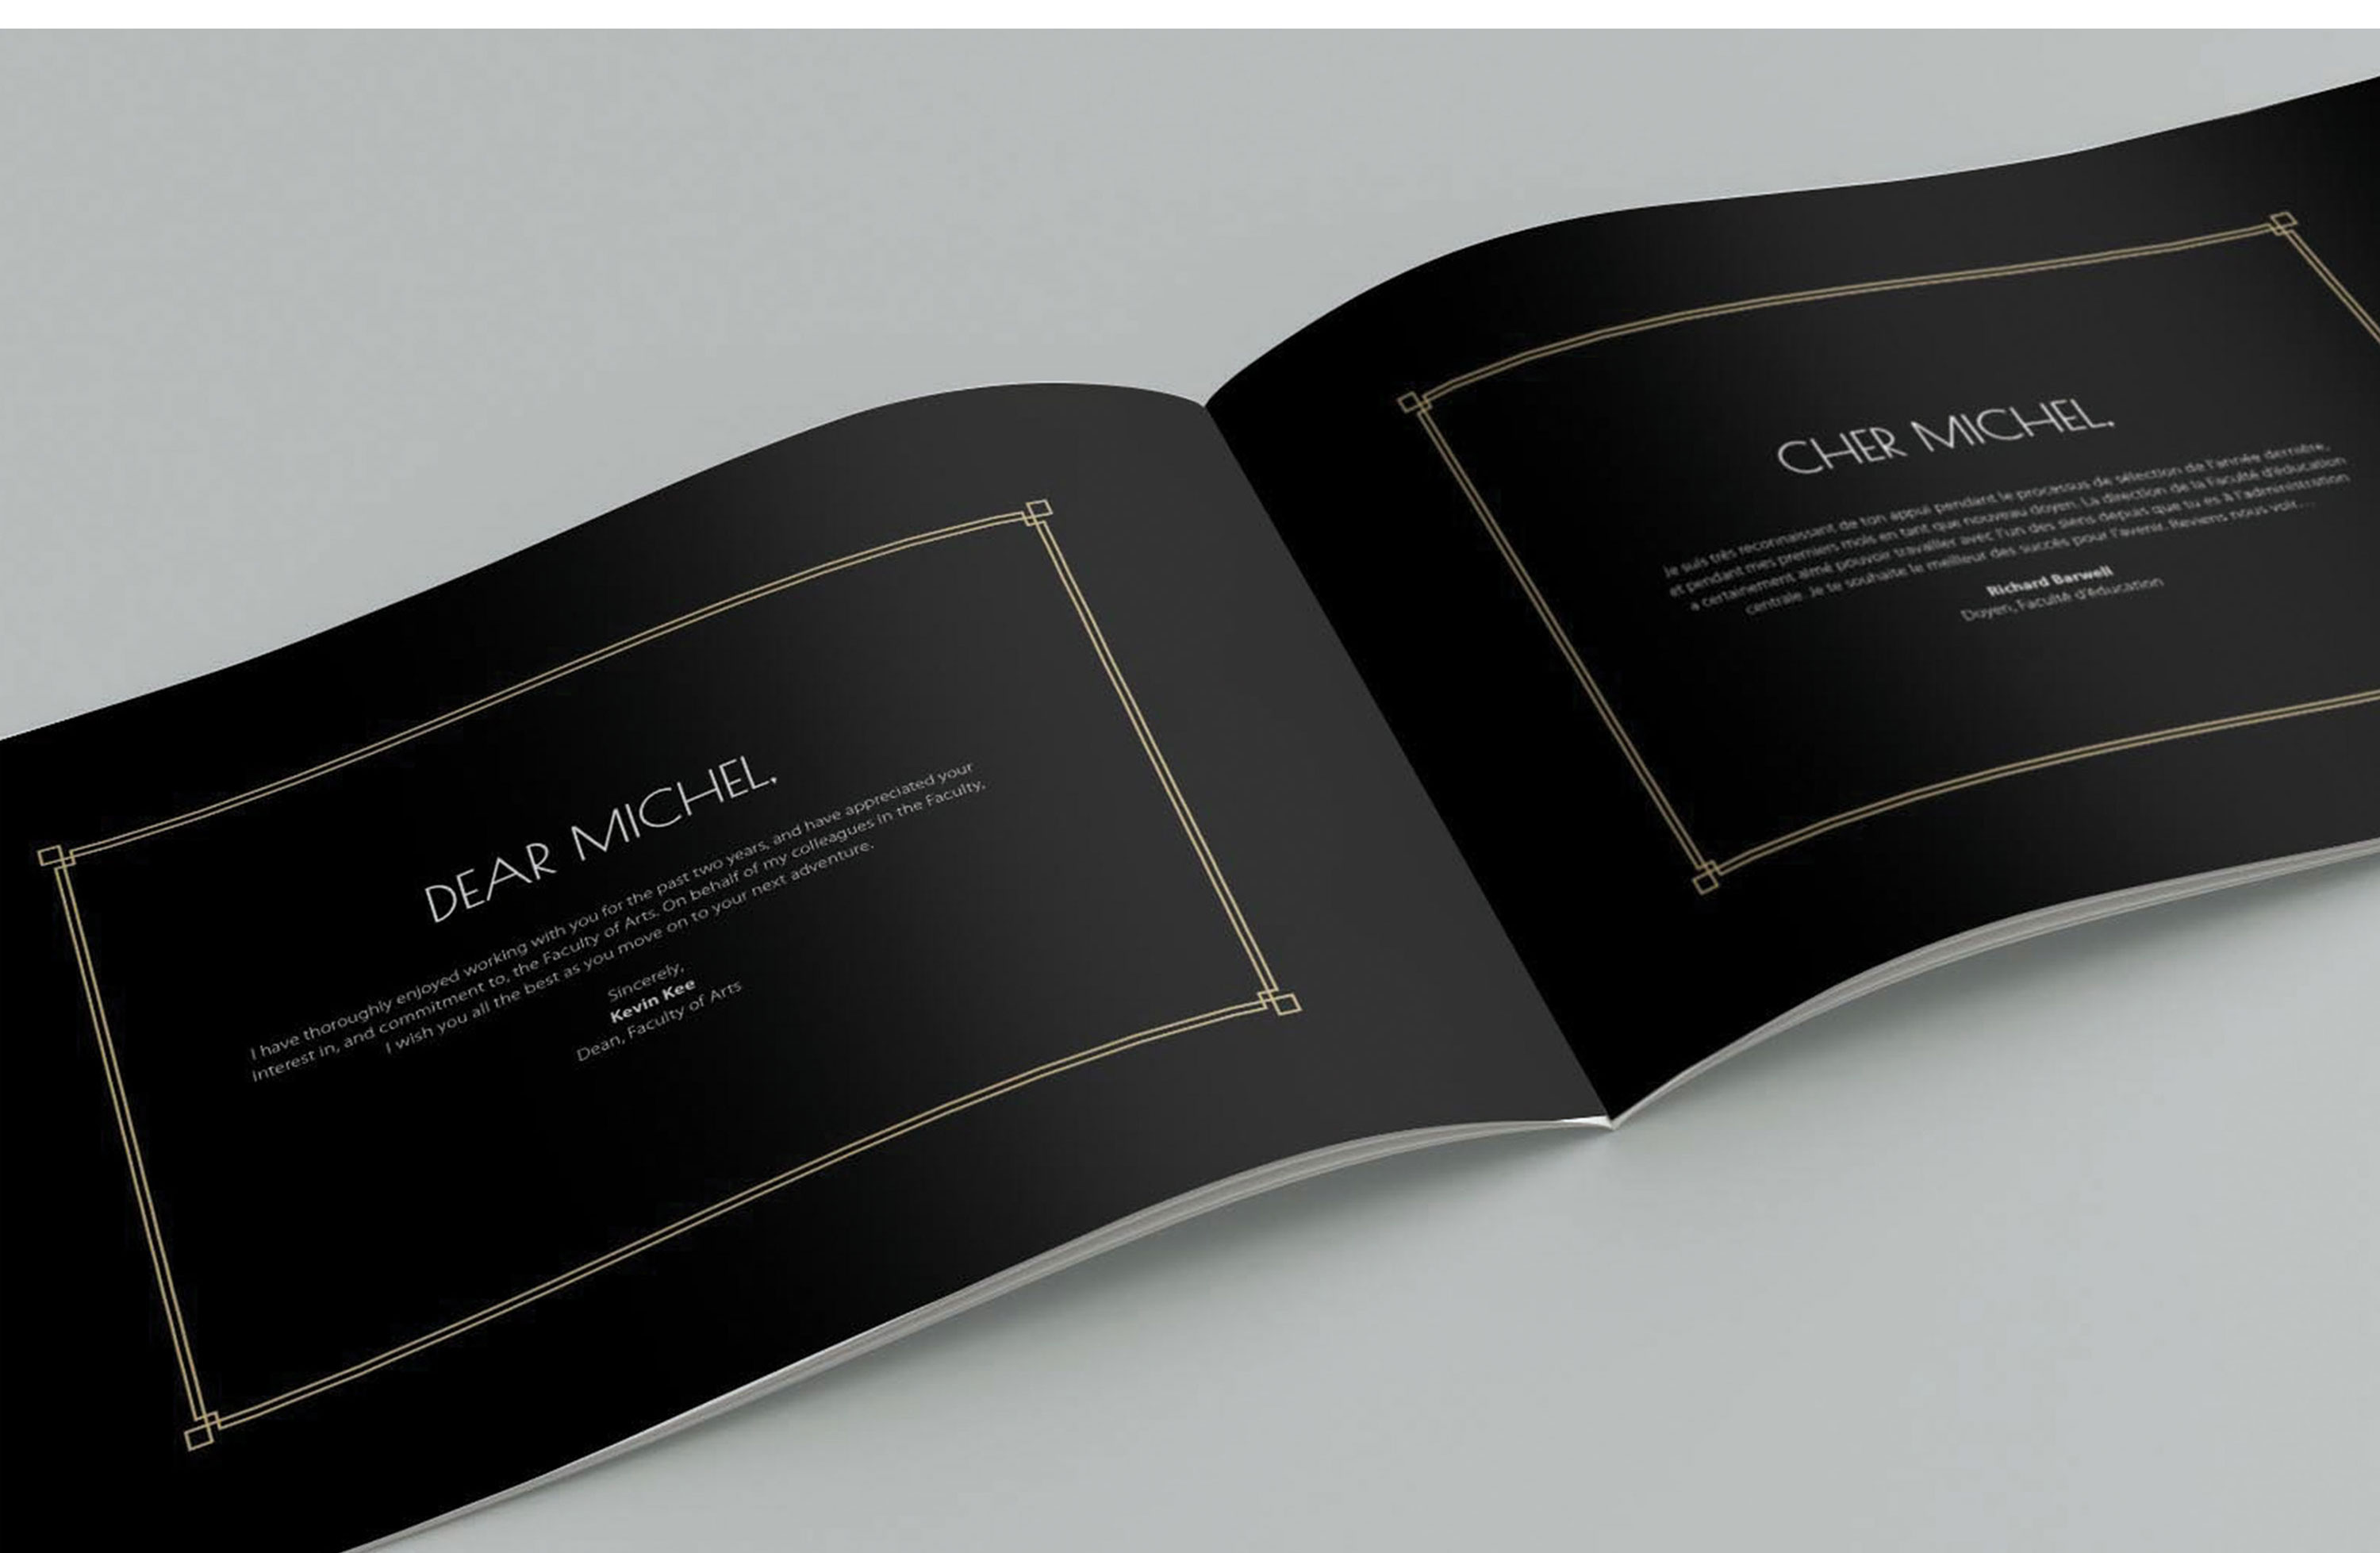 DEAR MICHEL,
I have thoroughly enjoyed working with you for the past two years, and have appreciated your
interest in, and commitment to, the Faculty of Arts. On behalf of my colleagues in the Faculty,
I wish you all the best as you move on to your next adventure.
Sincerely,
Kevin Kee
Dean, Faculty of Arts
CHER MICHEL,
Je suis très reconnaissant de ton appui pendant le processus de sélection de l'année dernière,
et pendant mes premiers mois en tant que nouveau doyen. La direction de la Faculté d'éducation
a certainement aimé pouvoir travailler avec l'un des siens depuis que tu es à l'administration
centrale. Je te souhaite le meilleur des succès pour l'avenir. Reviens nous voir...
Richard Barwell
Doyen, Faculté d'éducation